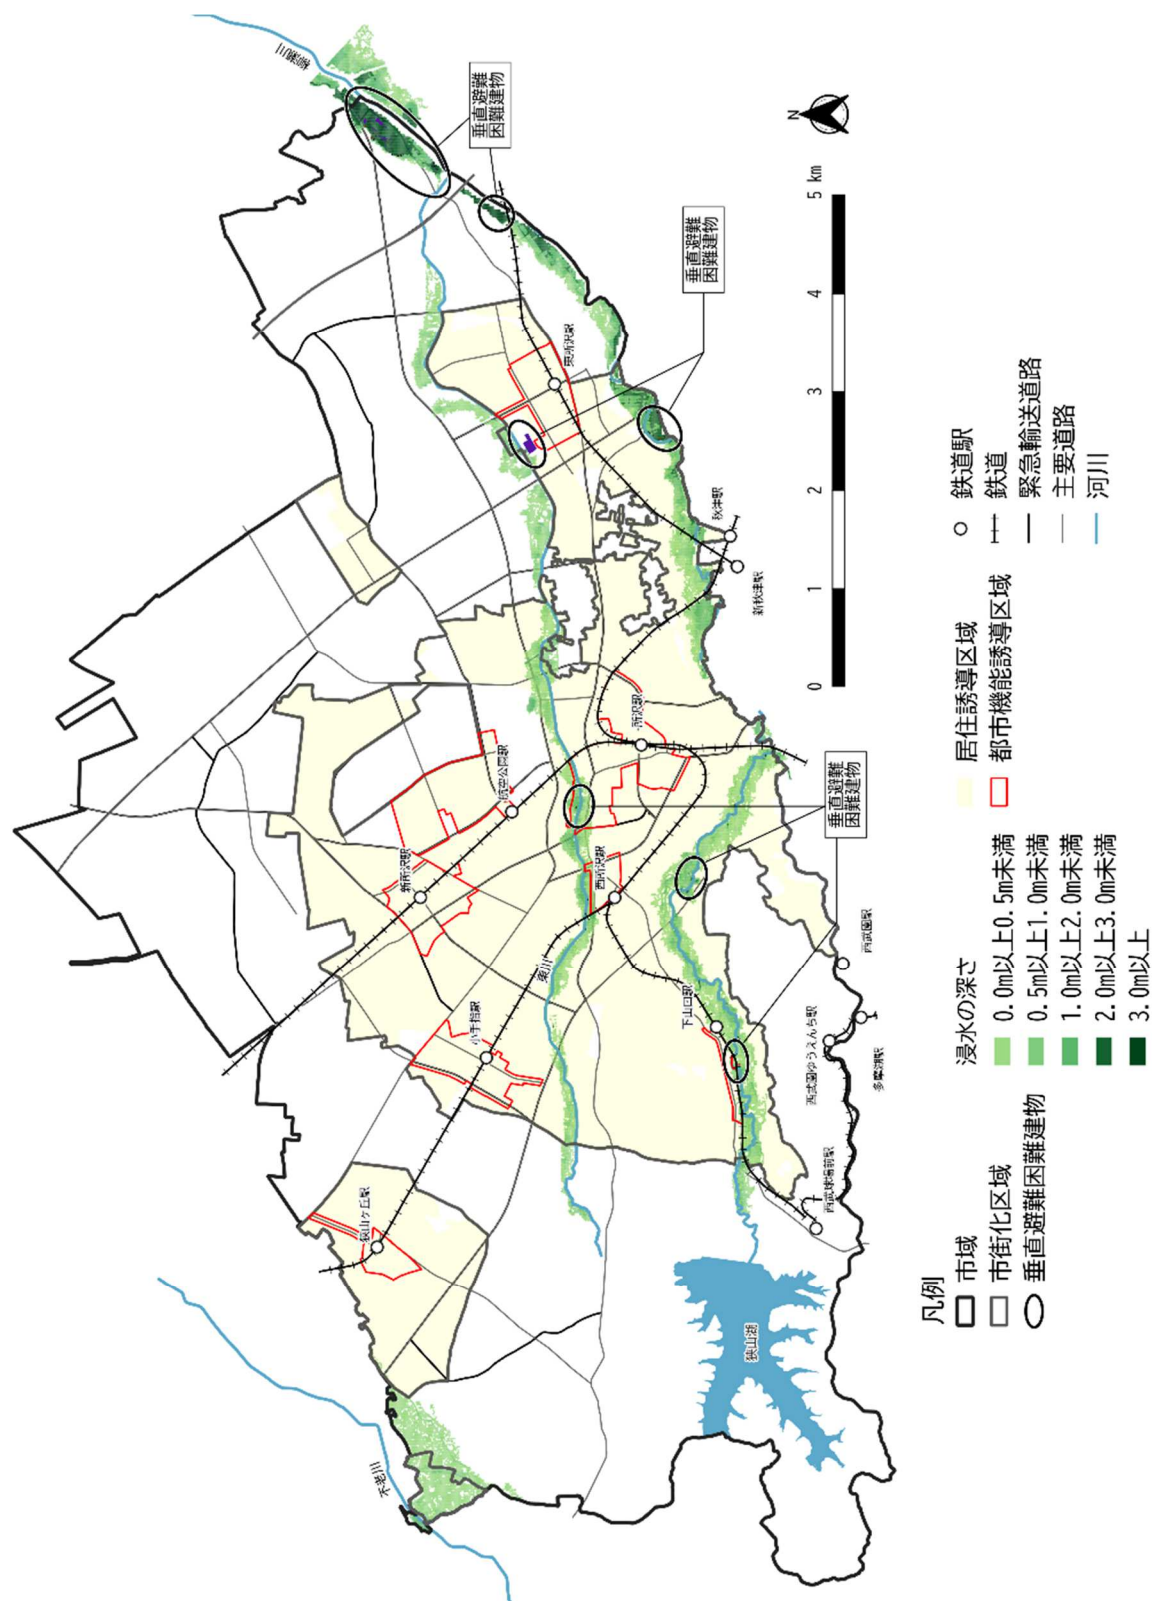 柳瀬川
垂直避難
困難建物
垂直避難
困難建物
東所沢駅
秋津駅
新秋津駅
所沢駅
航空公園駅
新所沢駅
西所沢駅
東川
小手指駅
下山口駅
垂直避難
困難建物
西武園駅
西武園ゆうえんち駅
多摩湖駅
西武球場前駅
狭山ヶ丘駅
狭山湖
不老川
N
0
1
2
3
4
5 km
凡例
市域
市街化区域
垂直避難困難建物
浸水の深さ
0.0m以上0.5m未満
0.5m以上1.0m未満
1.0m以上2.0m未満
2.0m以上3.0m未満
3.0m以上
居住誘導区域
都市機能誘導区域
鉄道駅
鉄道
緊急輸送道路
主要道路
河川